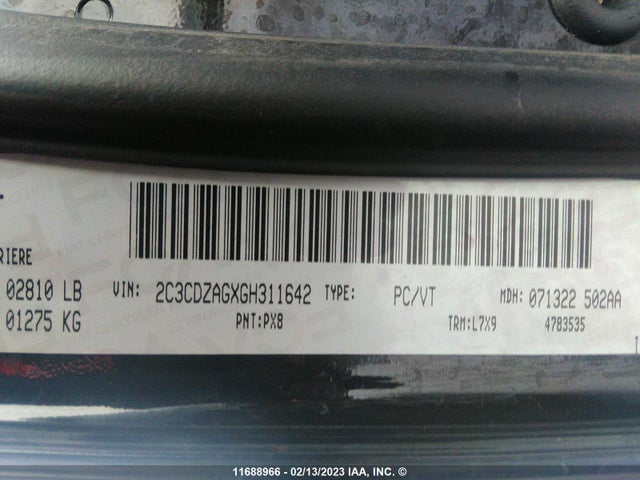 RIERE
02810 LB VIN: 2C3CDZAGXGH311642 TYPE: PC/VT MDH: 071322 502AA
01275 KG PNT:PX8 TRM:L7X9 4783535
11688966 - 02/13/2023 IAA, INC. ©